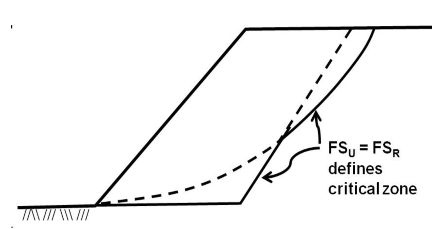 FSU = FSR
defines
critical zone